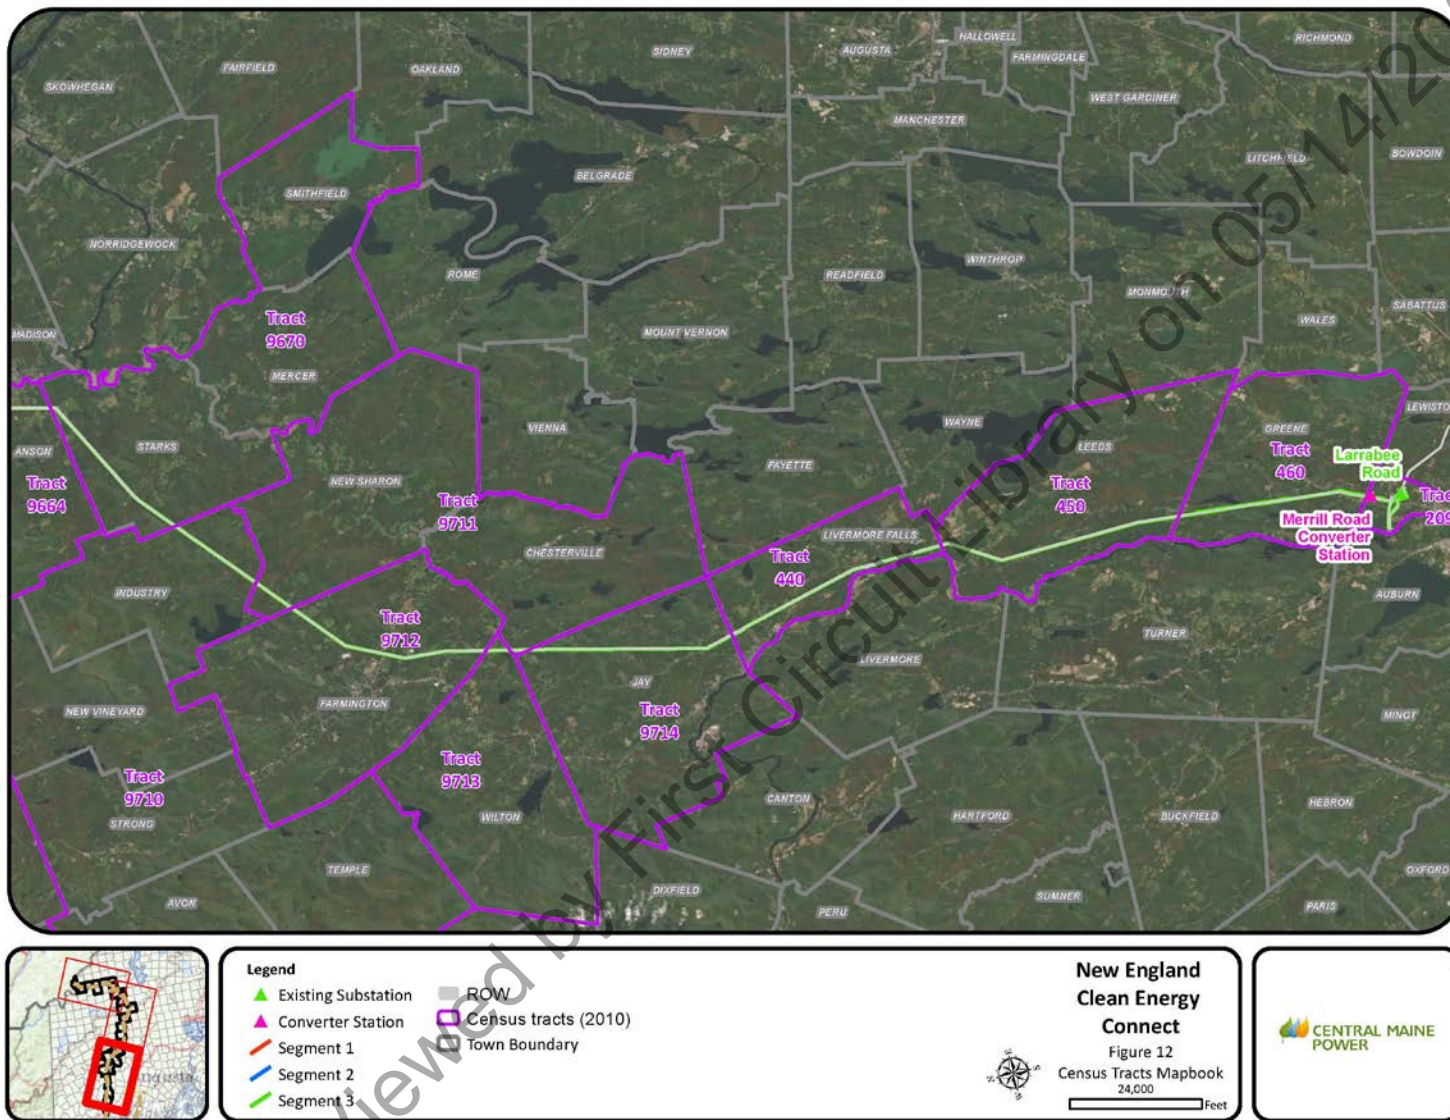 SKOWHEGAN
FAIRFIELD
OAKLAND
SIDNEY
AUGUSTA
HALLOWELL
FARMINGDALE
RICHMOND
WEST GARDINER
MANCHESTER
LITCHFIELD
BOWDOIN
SMITHFIELD
BELGRADE
NORRIDGEWOCK
ROME
READFIELD
WINTHROP
MONMOUTH
SABATTUS
WALES
MADISON
Tract
9670
MERCER
MOUNT VERNON
ANSON
STARKS
VIENNA
WAYNE
LEEDS
GREENE
LEWISTO
Tract
9664
NEW SHARON
FAYETTE
Tract
9711
Tract
450
Tract
460
Larrabee
Road
Trac
209
Merrill Road
Converter
Station
LIVERMORE FALLS
CHESTERVILLE
Tract
440
INDUSTRY
AUBURN
Tract
9712
TURNER
LIVERMORE
JAY
NEW VINEYARD
FARMINGTON
Tract
9714
MINOT
Tract
9710
Tract
9713
STRONG
WILTON
CANTON
HARTFORD
BUCKFIELD
HEBRON
TEMPLE
DIXFIELD
OXFORD
AVON
PERU
SUMNER
PARIS
Viewed by First Circuit Library on 05/14/20
Legend
Existing Substation
Converter Station
Segment 1
Segment 2
Segment 3
ROW
Census tracts (2010)
Town Boundary
New England
Clean Energy
Connect
Figure 12
Census Tracts Mapbook
24,000
Feet
N
E
S
W
CENTRAL MAINE
POWER